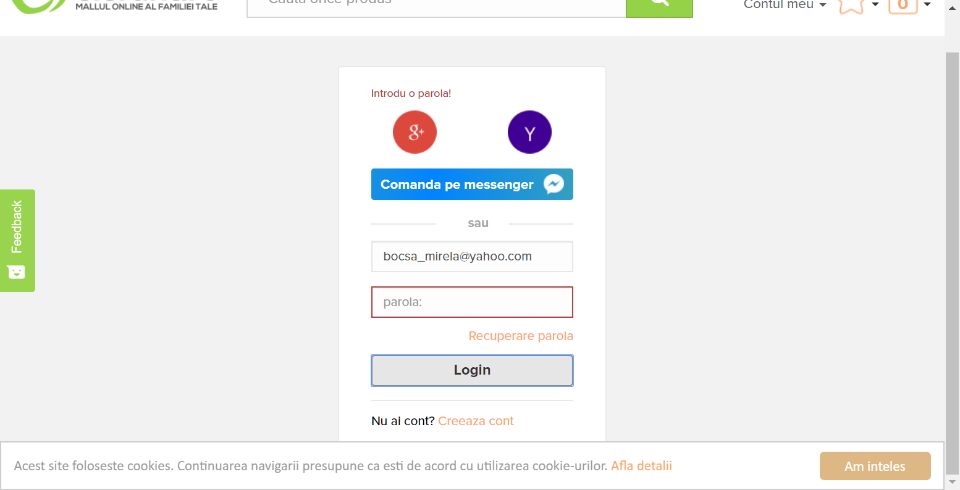 MALLUL ONLINE AL FAMILIEI TALE
Cauta orice produs
Contul meu
0
Introdu o parola!
g+
Y
Comanda pe messenger
sau
bocsa_mirela@yahoo.com
parola:
Recuperare parola
Login
Nu ai cont? Creeaza cont
Feedback
Acest site foloseste cookies. Continuarea navigarii presupune ca esti de acord cu utilizarea cookie-urilor. Afla detalii
Am inteles